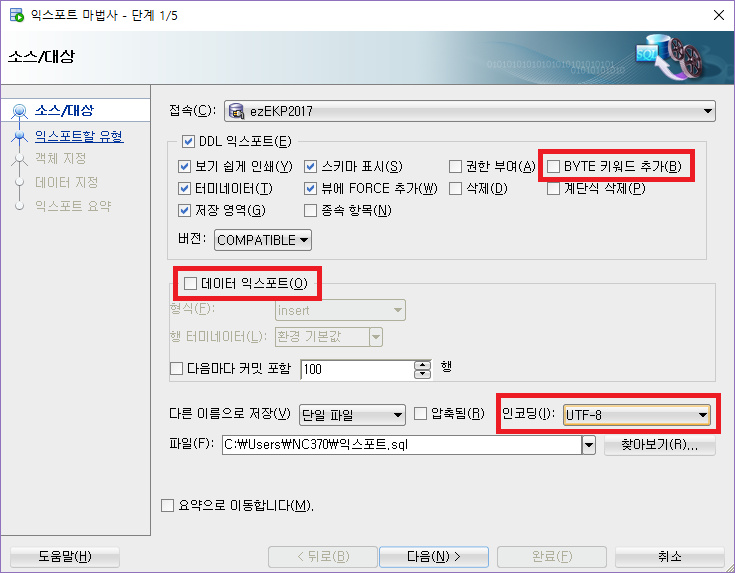 익스포트 마법사 - 단계 1/5
소스/대상
소스/대상
익스포트할 유형
객체 지정
데이터 지정
익스포트 요약
접속(C): ezEKP2017
DDL 익스포트(E)
보기 쉽게 인쇄(Y) 스키마 표시(S) 권한 부여(A) BYTE 키워드 추가(B)
터미네이터(T) 뷰에 FORCE 추가(W) 삭제(D) 계단식 삭제(P)
저장 영역(G) 종속 항목(N)
버전: COMPATIBLE
데이터 익스포트(O)
형식(F): insert
행 터미네이터(L): 환경 기본값
다음마다 커밋 포함 100 행
다른 이름으로 저장(V) 단일 파일 압축됨(R) 인코딩(I): UTF-8
파일(F): C:₩Users₩NC370₩익스포트.sql 찾아보기(R)...
요약으로 이동합니다(M).
도움말(H) < 뒤로(B) 다음(N) > 완료(F) 취소